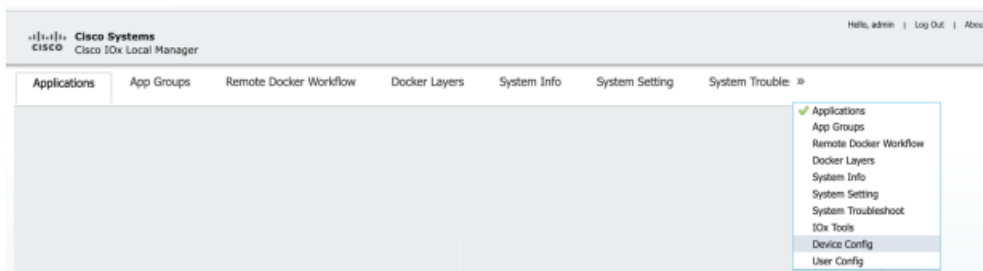 Hello, admin | Log Out | Abou
Cisco Systems
CISCO Cisco IOx Local Manager
Applications App Groups Remote Docker Workflow Docker Layers System Info System Setting System Trouble »
Applications
App Groups
Remote Docker Workflow
Docker Layers
System Info
System Setting
System Troubleshoot
IOx Tools
Device Config
User Config